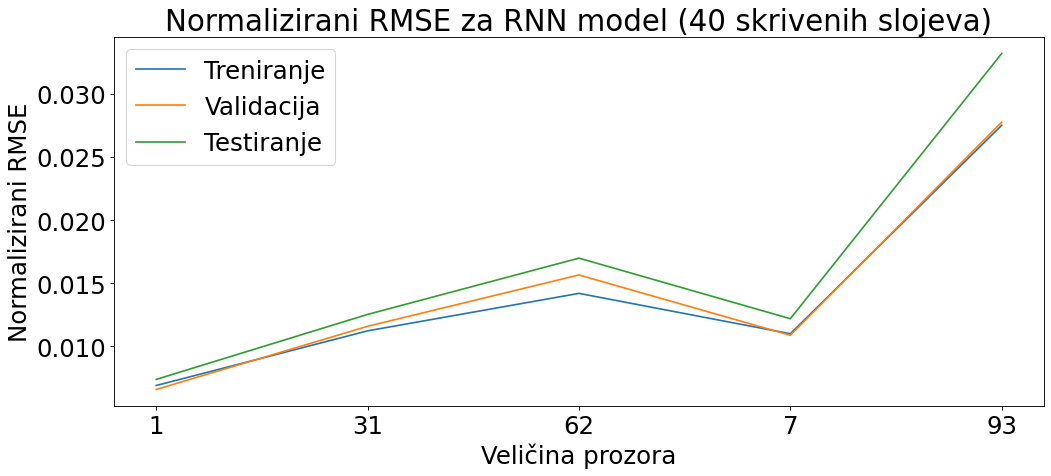 Normalizirani RMSE za RNN model (40 skrivenih slojeva)
Treniranje
Validacija
Testiranje
Normalizirani RMSE
0.030
0.025
0.020
0.015
0.010
1 31 62 7 93
Veličina prozora